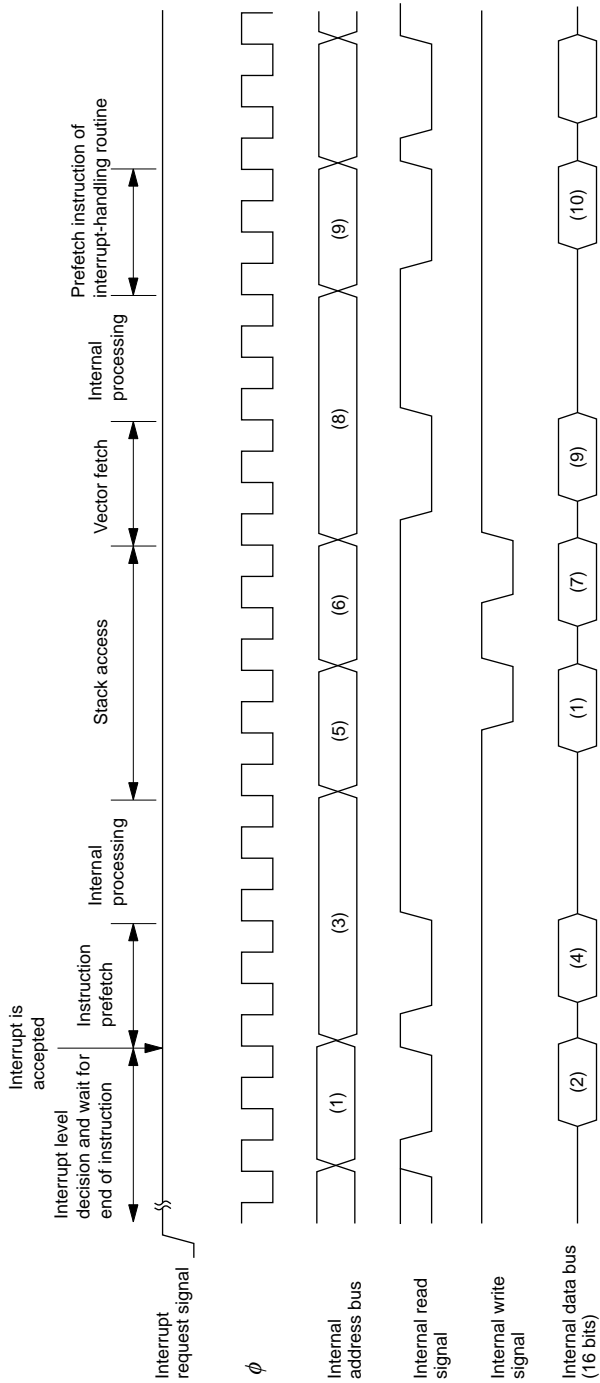 Interrupt is
accepted
Interrupt level
decision and wait for
end of instruction
Instruction
prefetch
Internal
processing
Stack access
Vector fetch
Internal
processing
Prefetch instruction of
interrupt-handling routine
Interrupt
request signal
ϕ
Internal
address bus
(1)
(3)
(5)
(6)
(8)
(9)
Internal read
signal
Internal write
signal
Internal data bus
(16 bits)
(2)
(4)
(1)
(7)
(9)
(10)